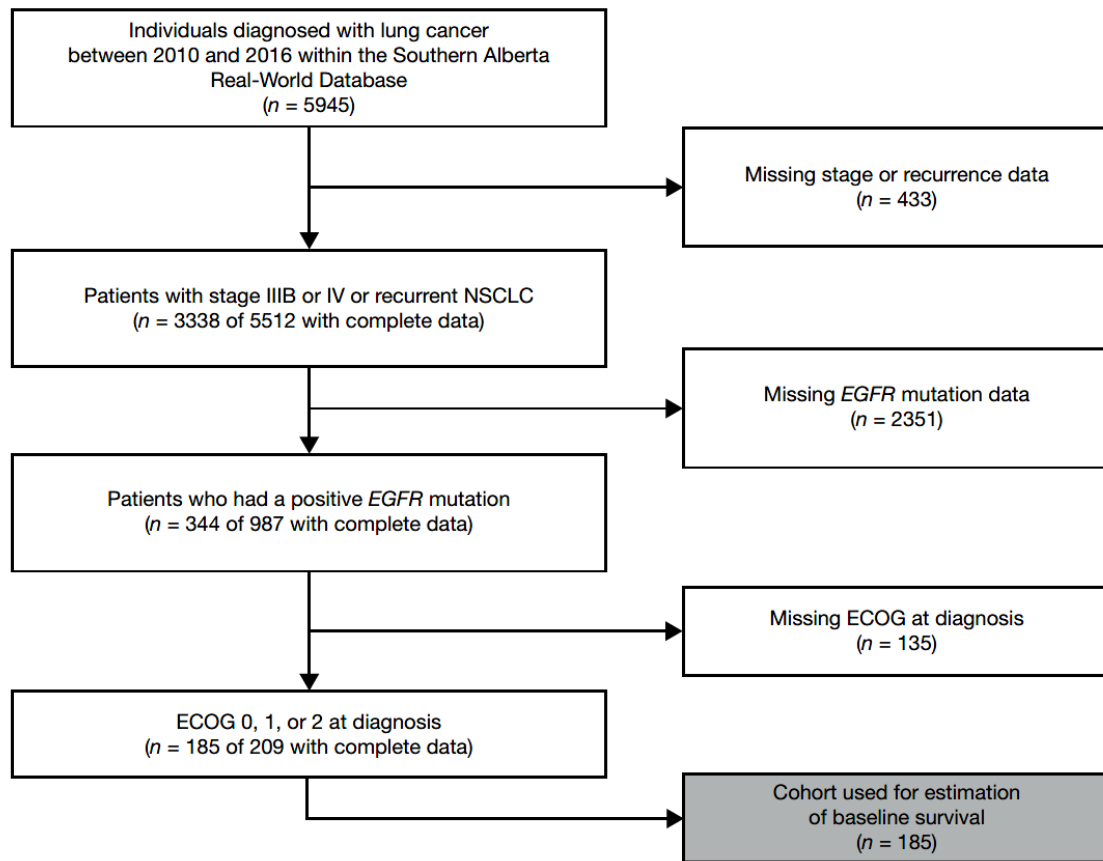 Individuals diagnosed with lung cancer
between 2010 and 2016 within the Southern Alberta
Real-World Database
(n = 5945)
Missing stage or recurrence data
(n = 433)
Patients with stage IIIB or IV or recurrent NSCLC
(n = 3338 of 5512 with complete data)
Missing EGFR mutation data
(n = 2351)
Patients who had a positive EGFR mutation
(n = 344 of 987 with complete data)
Missing ECOG at diagnosis
(n = 135)
ECOG 0, 1, or 2 at diagnosis
(n = 185 of 209 with complete data)
Cohort used for estimation
of baseline survival
(n = 185)